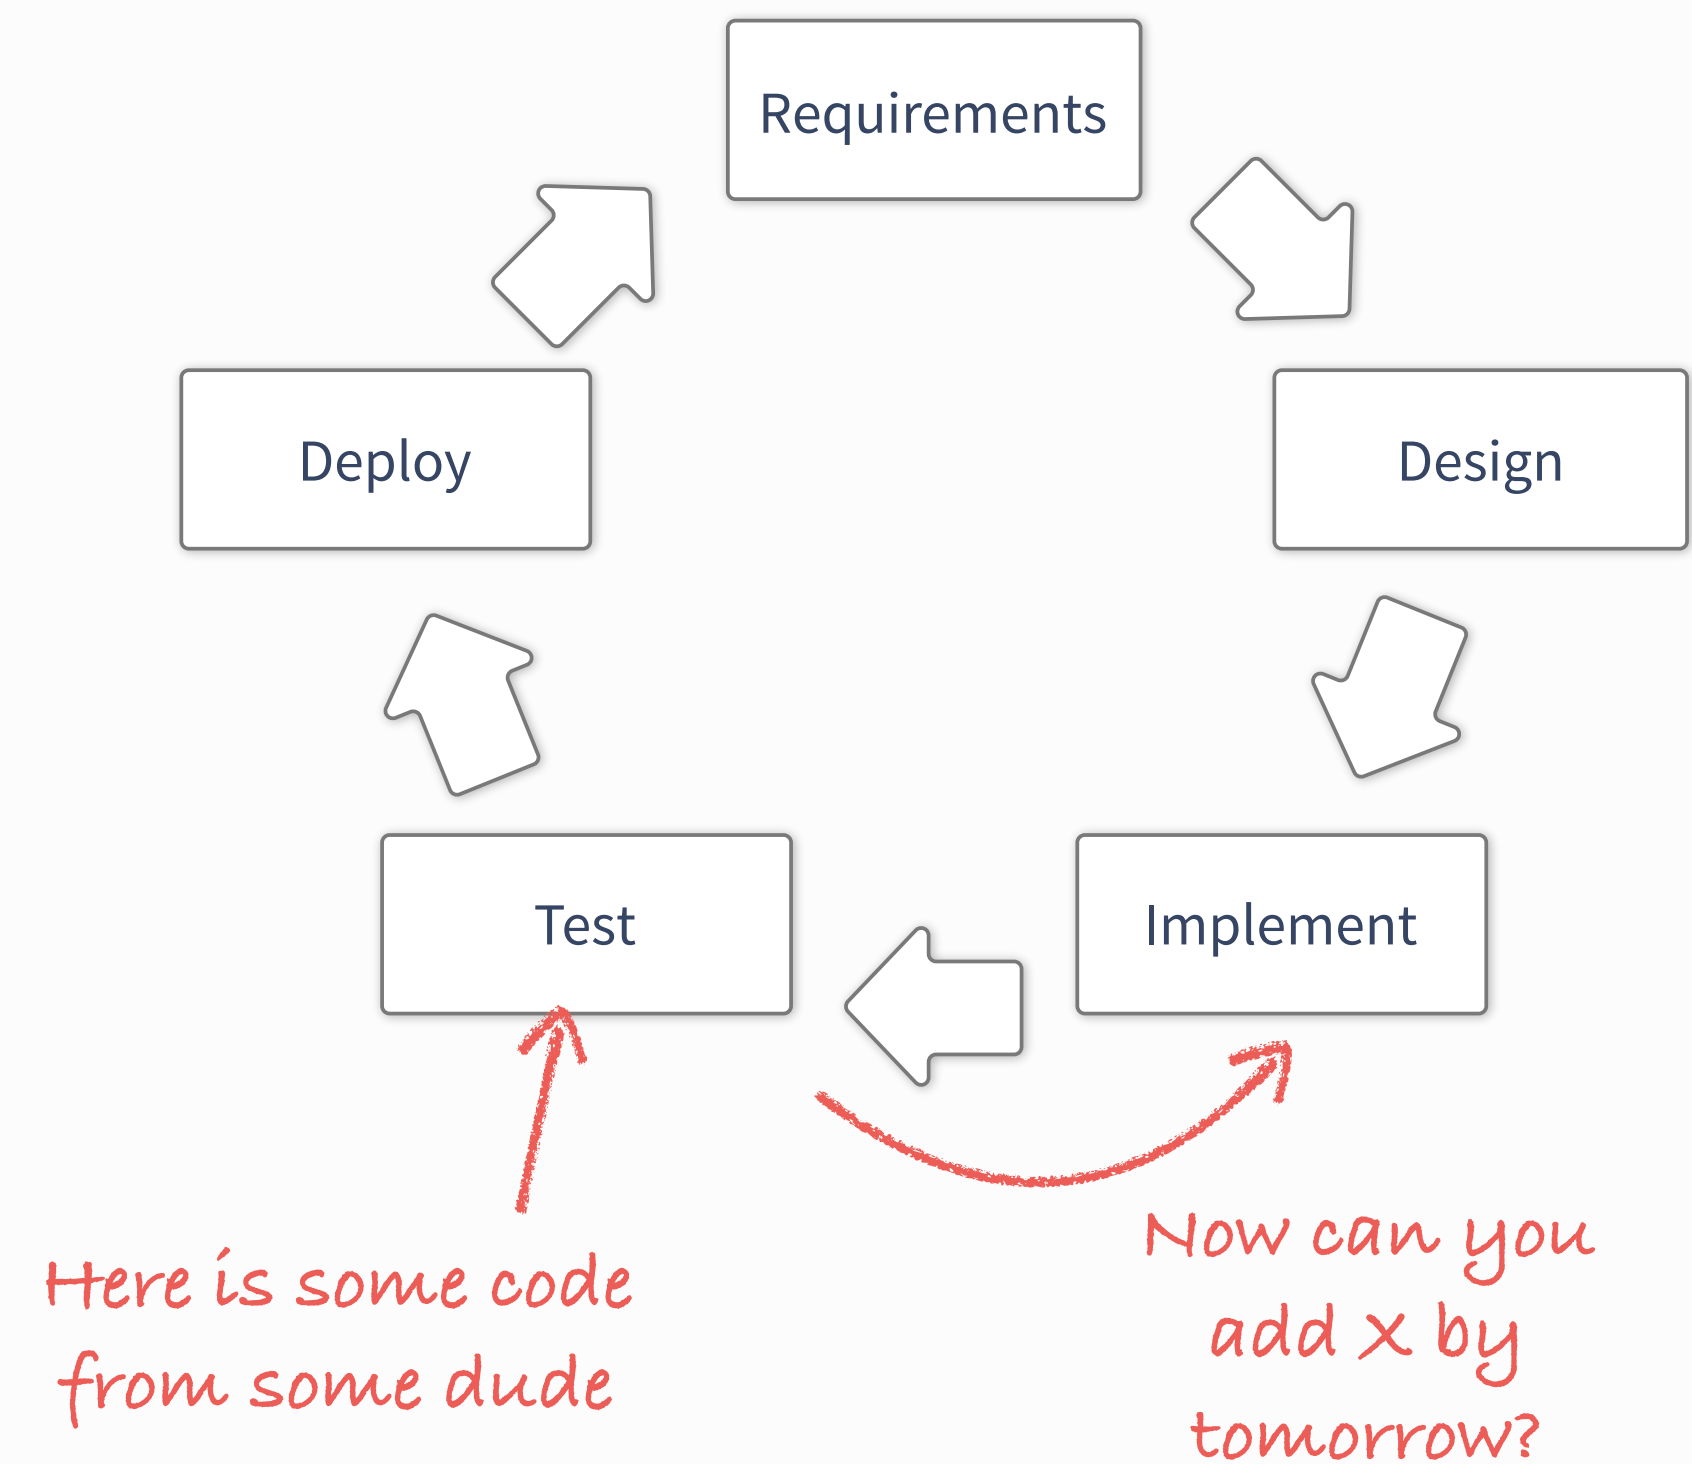 Requirements
Deploy
Design
Test
Implement
Here is some code
from some dude
Now can you
add X by
tomorrow?